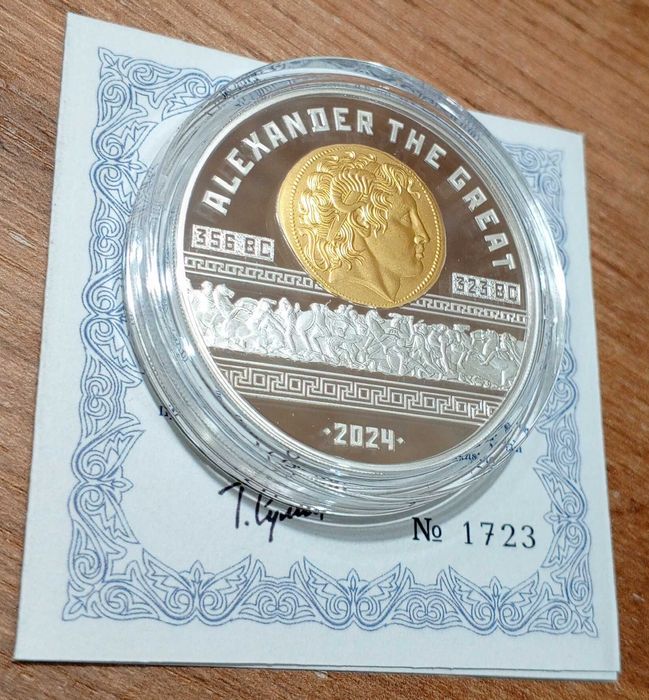 ALEXANDER THE GREAT
356 BC
323 BC
·2024·
№ 1723